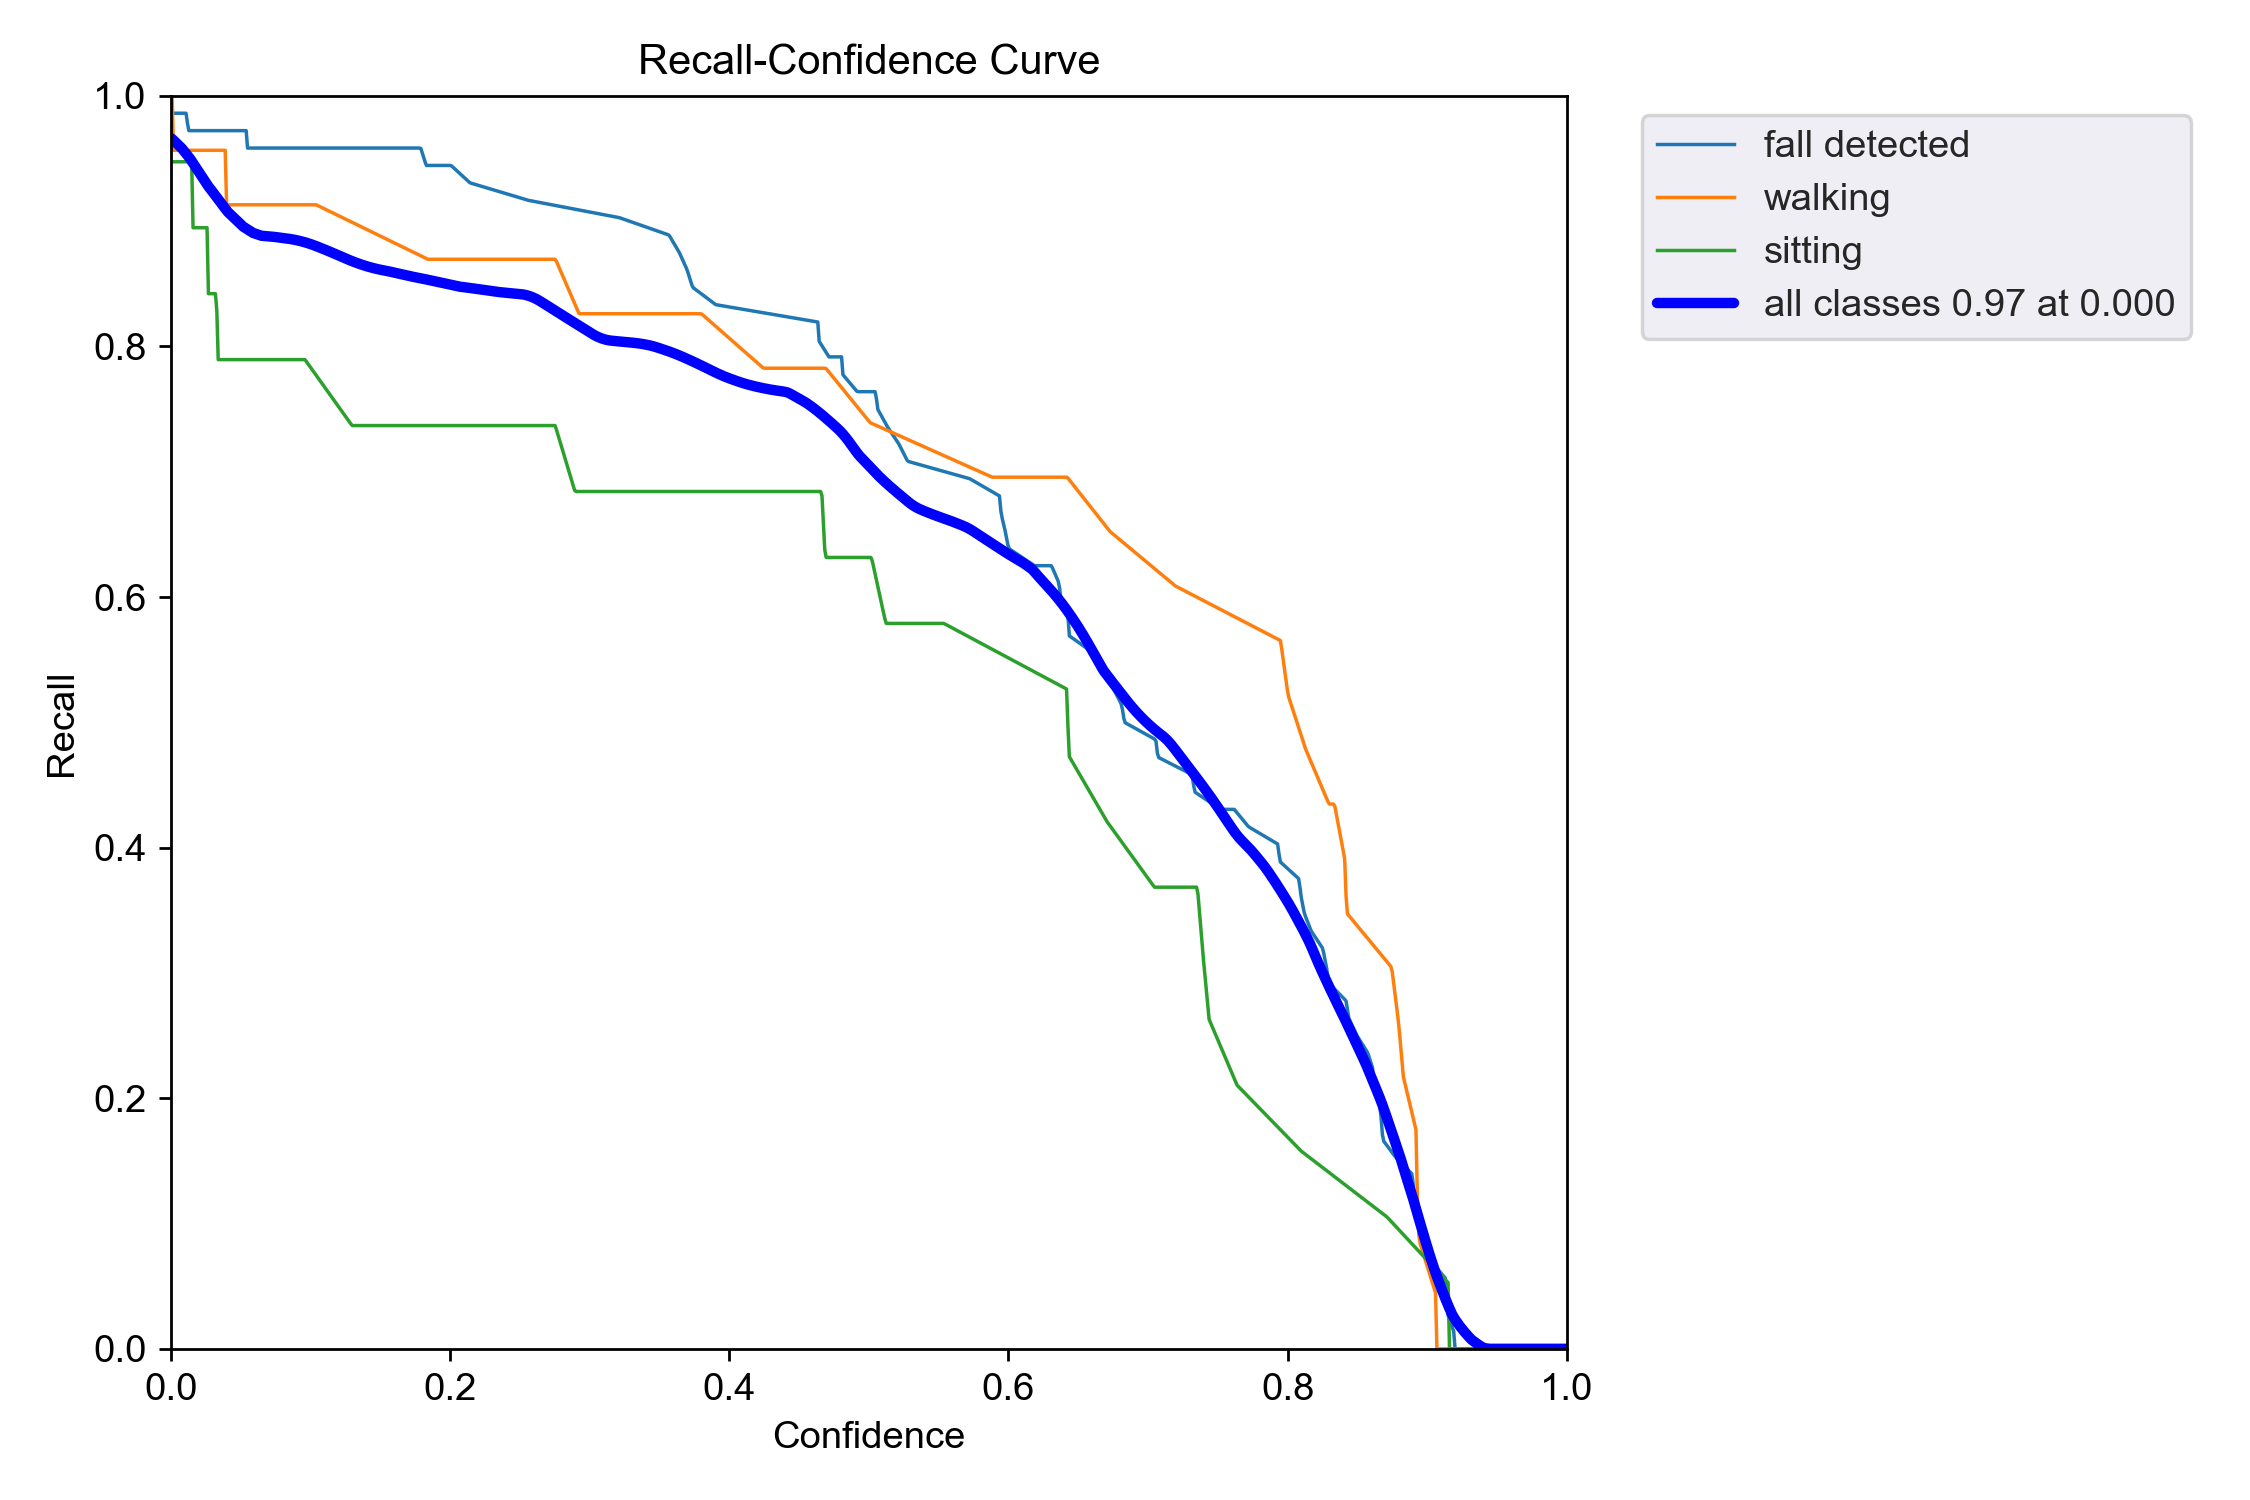 Recall-Confidence Curve
1.0
0.8
0.6
0.4
0.2
0.0
Recall
0.0 0.2 0.4 0.6 0.8 1.0
Confidence
fall detected
walking
sitting
all classes 0.97 at 0.000